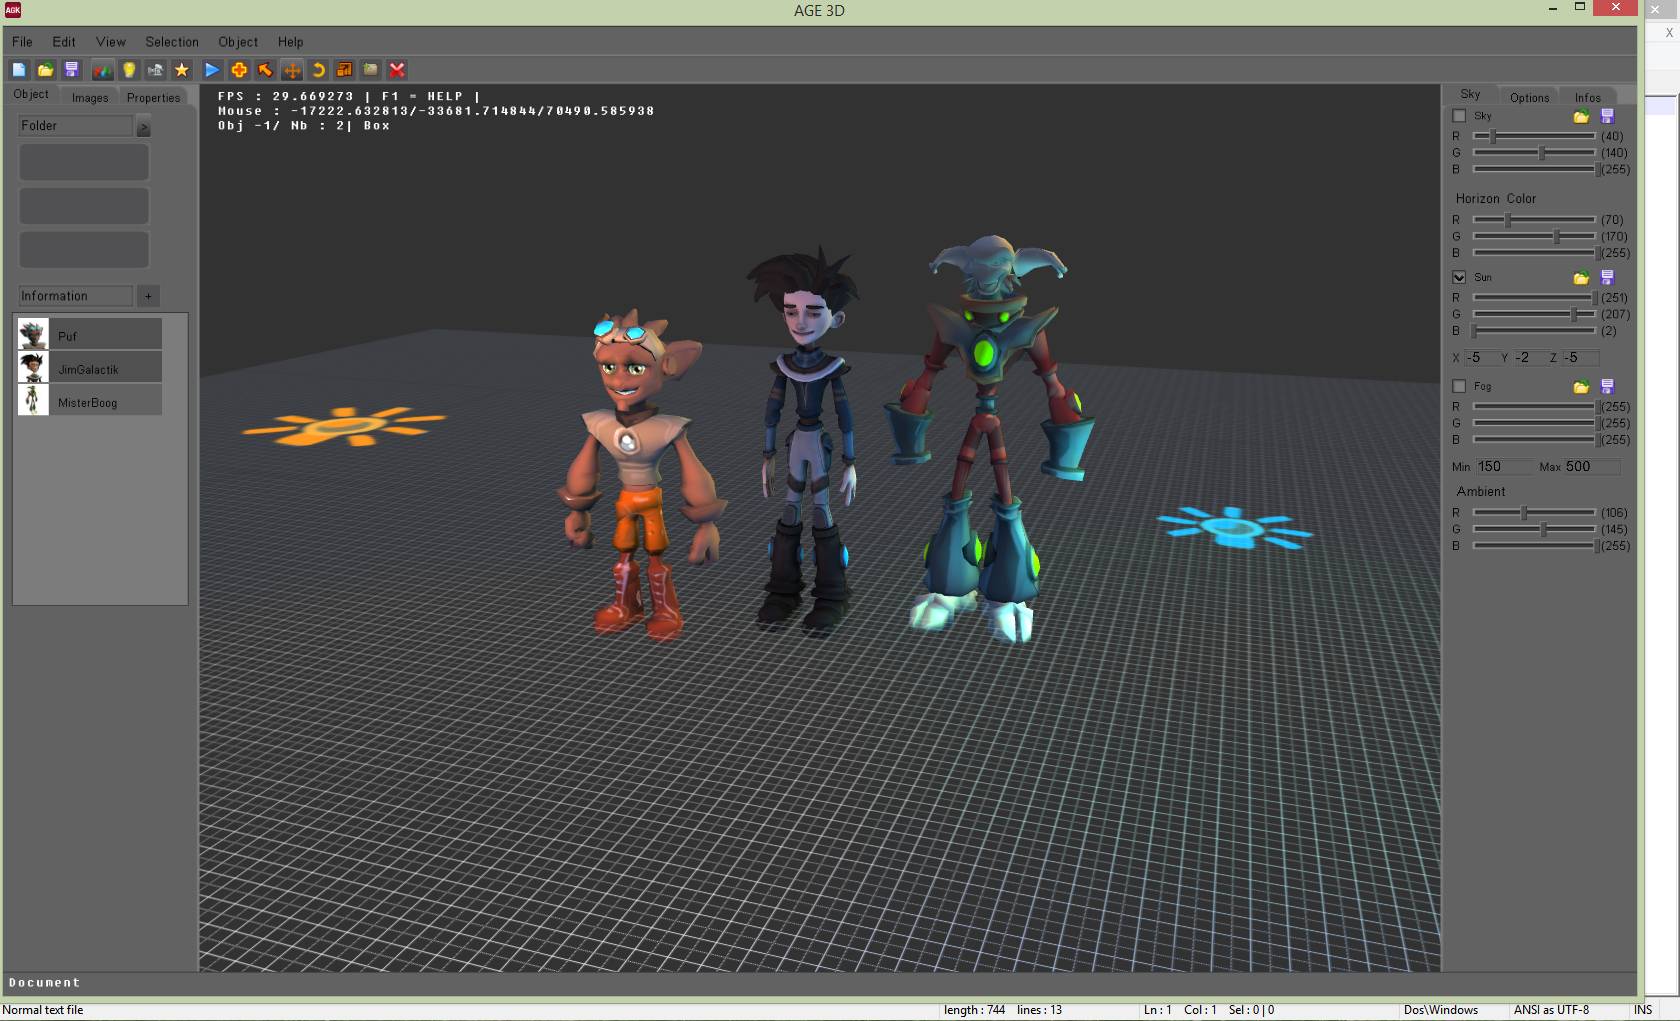 AGK
AGE 3D
File Edit View Selection Object Help
Object Images Properties
Folder >
Information +
Puf
JimGalactik
MisterBoog
FPS : 29.669273 | F1 = HELP |
Mouse : -17222.632813/-33681.714844/70490.585938
Obj -1/ Nb : 2| Box
Sky Options Infos
Sky
R (40)
G (140)
B (255)
Horizon Color
R (70)
G (170)
B (255)
Sun
R (251)
G (207)
B (2)
X -5 Y -2 Z -5
Fog
R (255)
G (255)
B (255)
Min 150 Max 500
Ambient
R (106)
G (145)
B (255)
Document
Normal text file length : 744 lines : 13 Ln : 1 Col : 1 Sel : 0 | 0 Dos\Windows ANSI as UTF-8 INS